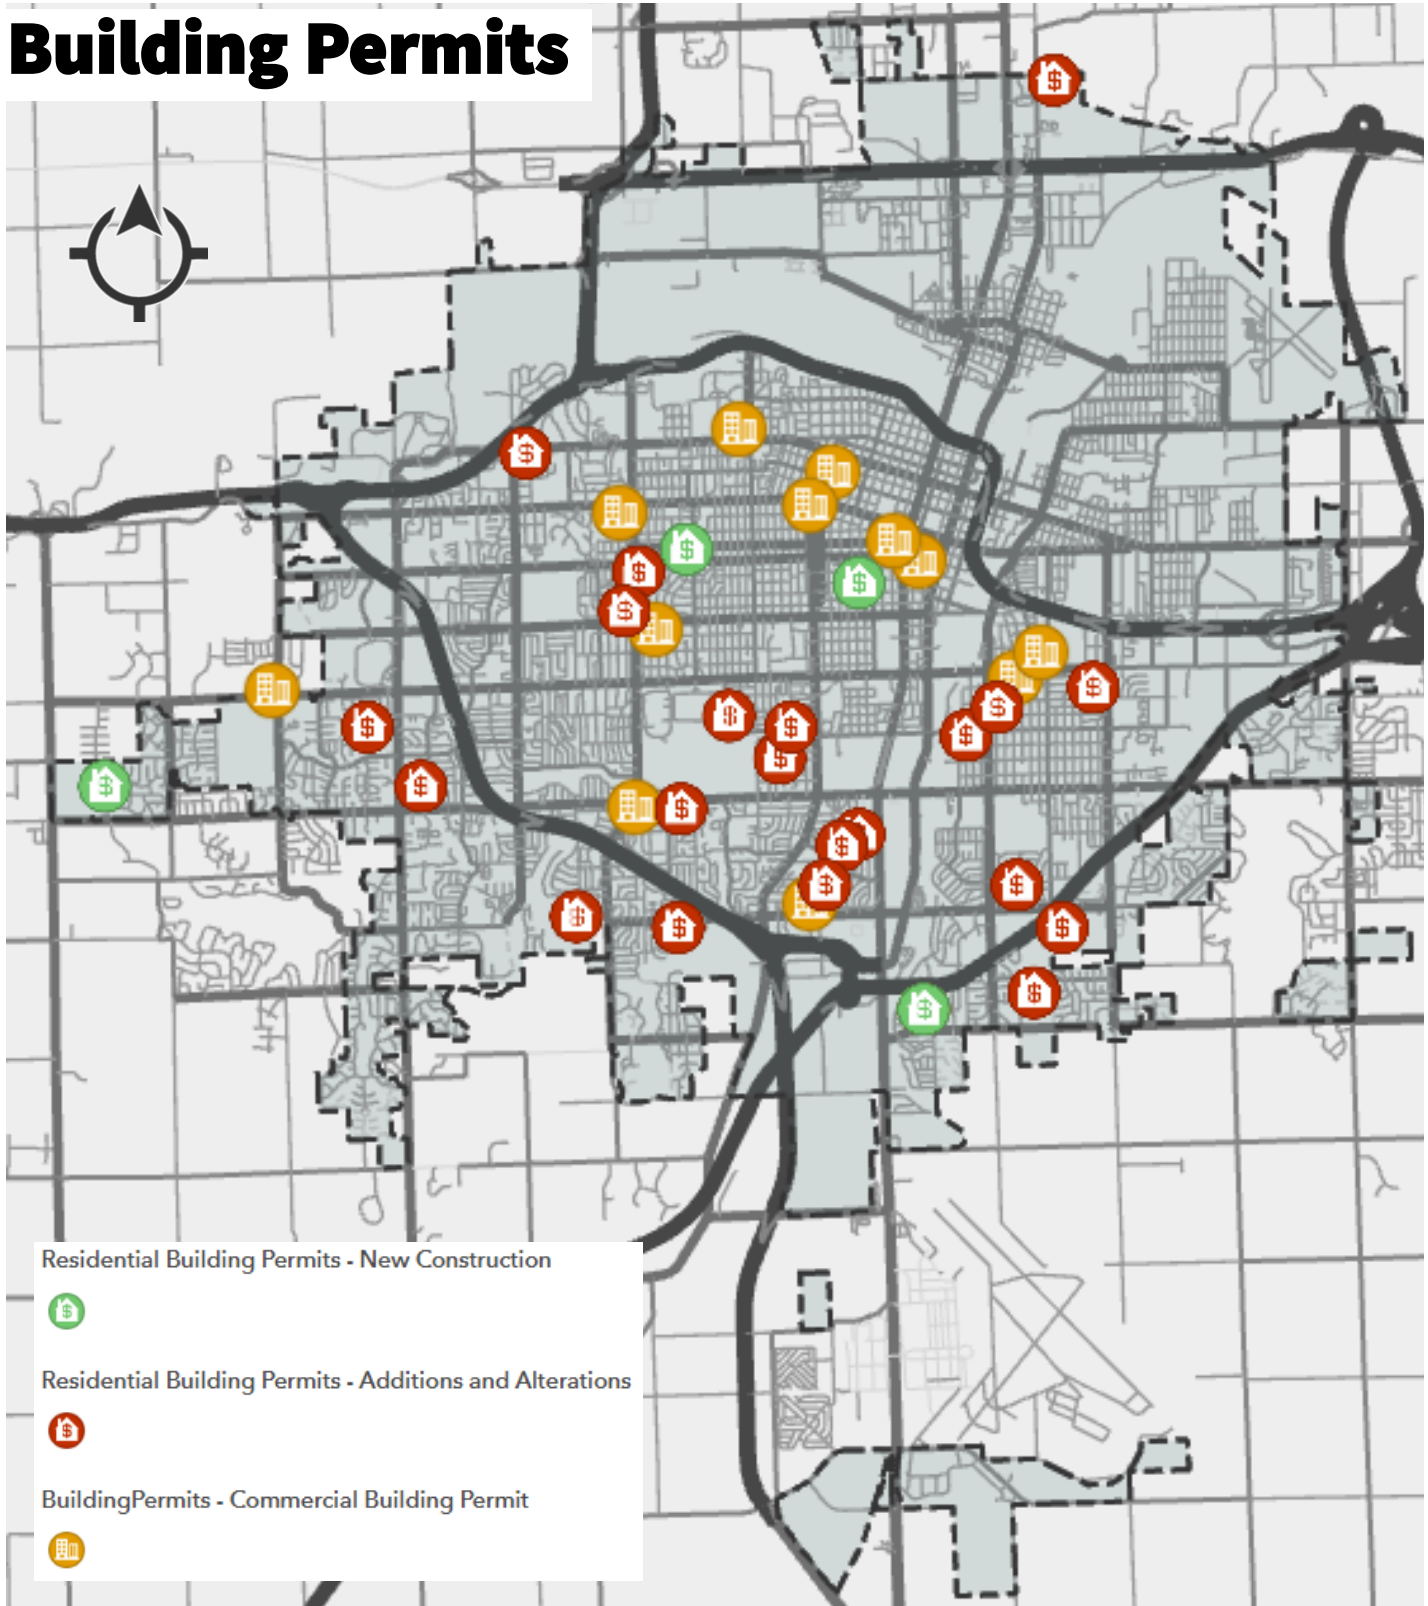 Building Permits
Residential Building Permits - New Construction
Residential Building Permits - Additions and Alterations
BuildingPermits - Commercial Building Permit